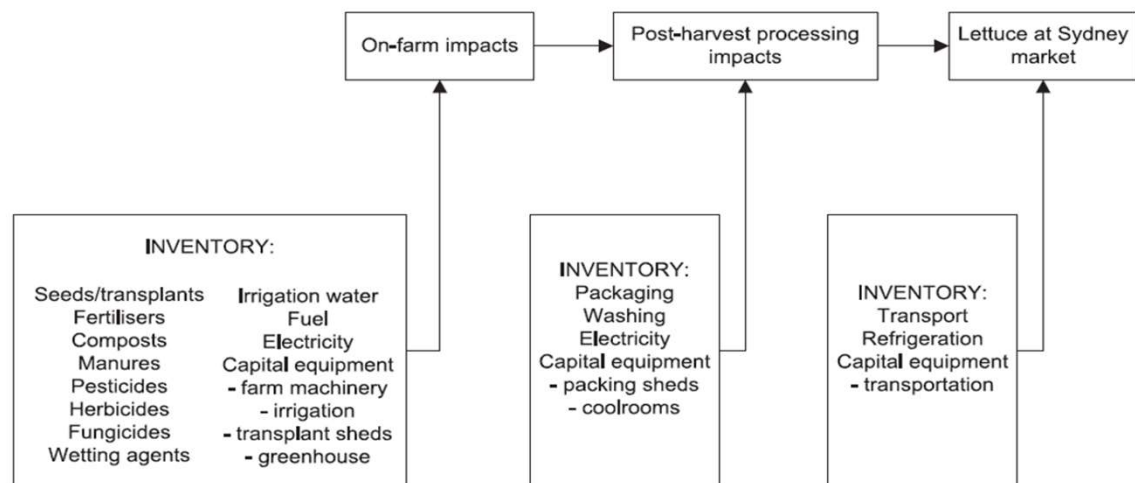 On-farm impacts
Post-harvest processing
impacts
Lettuce at Sydney
market
INVENTORY:
Seeds/transplants
Fertilisers
Composts
Manures
Pesticides
Herbicides
Fungicides
Wetting agents
Irrigation water
Fuel
Electricity
Capital equipment
- farm machinery
- irrigation
- transplant sheds
- greenhouse
INVENTORY:
Packaging
Washing
Electricity
Capital equipment
- packing sheds
- coolrooms
INVENTORY:
Transport
Refrigeration
Capital equipment
- transportation